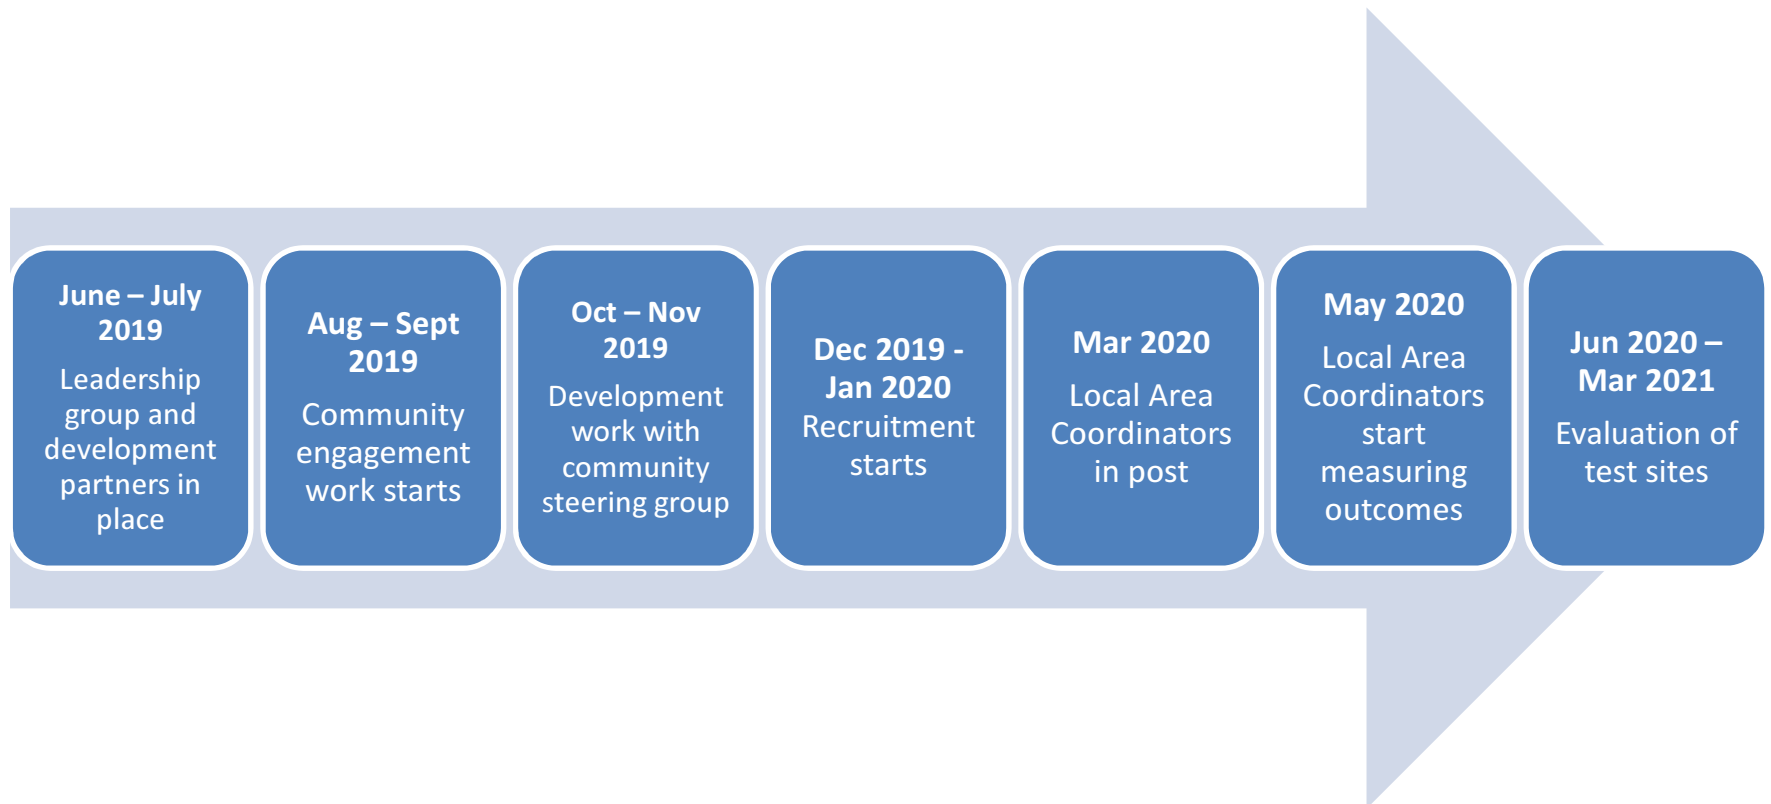 June – July
2019
Leadership
group and
development
partners in
place
Aug – Sept
2019
Community
engagement
work starts
Oct – Nov
2019
Development
work with
community
steering group
Dec 2019 -
Jan 2020
Recruitment
starts
Mar 2020
Local Area
Coordinators
in post
May 2020
Local Area
Coordinators
start
measuring
outcomes
Jun 2020 –
Mar 2021
Evaluation of
test sites